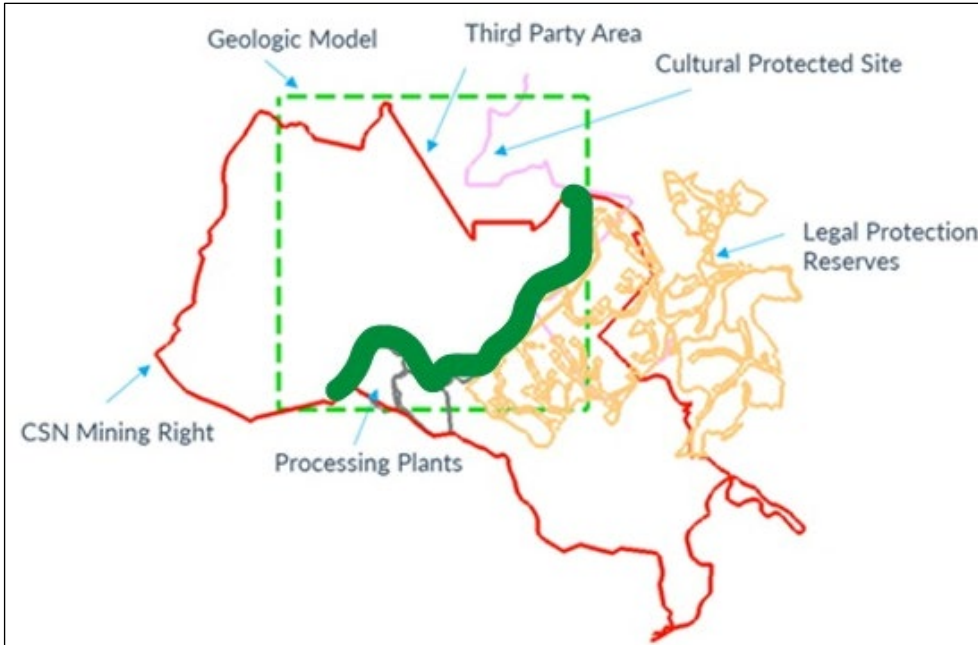 Geologic Model
Third Party Area
Cultural Protected Site
Legal Protection
Reserves
CSN Mining Right
Processing Plants